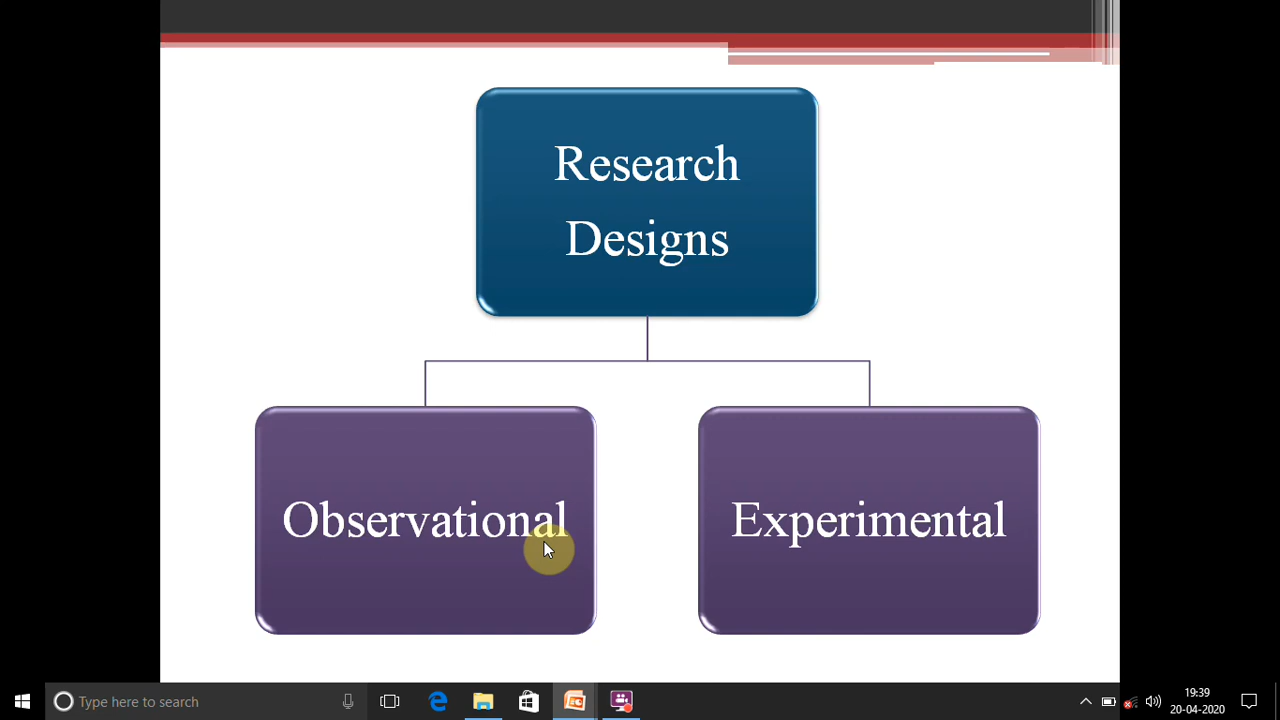 Research
Designs
Observational
Experimental
Type here to search
19:39
20-04-2020